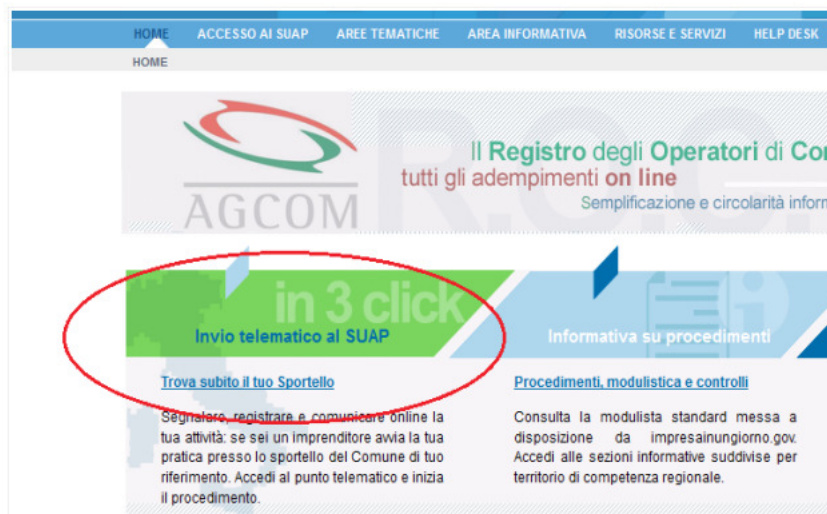 HOME ACCESSO AI SUAP AREE TEMATICHE AREA INFORMATIVA RISORSE E SERVIZI HELP DESK
HOME
R.O.C.
AGCOM
Il Registro degli Operatori di Co
tutti gli adempimenti on line
Semplificazione e circolarità inform
in 3 click
Invio telematico al SUAP
Informativa su procedimenti
Trova subito il tuo Sportello
Segnalare, registrare e comunicare online la
tua attività: se sei un imprenditore avvia la tua
pratica presso lo sportello del Comune di tuo
riferimento. Accedi al punto telematico e inizia
il procedimento.
Procedimenti, modulistica e controlli
Consulta la modulista standard messa a
disposizione da impresainungiorno.gov.
Accedi alle sezioni informative suddivise per
territorio di competenza regionale.